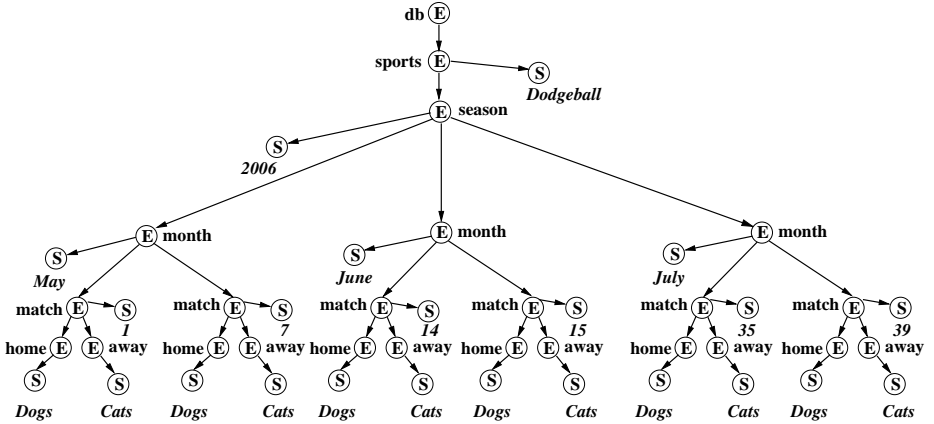 db E
sports E
S
Dodgeball
E season
S
2006
E month
E month
E month
S
S
S
May
June
July
match E S
match E S
match E S
match E S
match E S
match E S
1
7
14
15
35
39
home E E away
home E E away
home E E away
home E E away
home E E away
home E E away
S S
S S
S S
S S
S S
S S
Dogs Cats
Dogs Cats
Dogs Cats
Dogs Cats
Dogs Cats
Dogs Cats